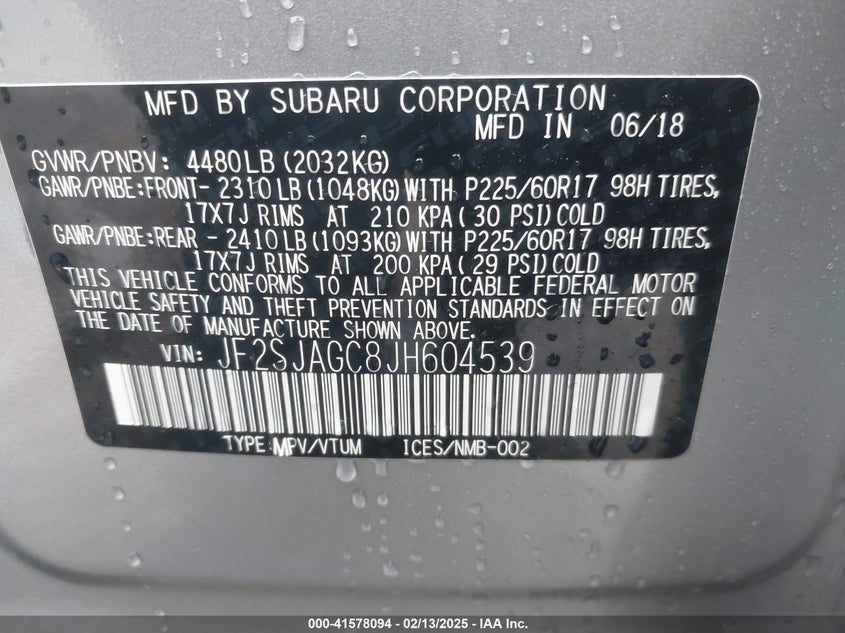 MFD BY SUBARU CORPORATION
MFD IN 06/18
GVWR/PNBV: 4480LB (2032KG)
GAWR/PNBE:FRONT- 2310 LB (1048KG) WITH P225/60R17 98H TIRES,
17X7J RIMS AT 210 KPA ( 30 PSI) COLD
GAWR/PNBE:REAR - 2410 LB (1093KG) WITH P225/60R17 98H TIRES,
17X7J RIMS AT 200 KPA ( 29 PSI) COLD
THIS VEHICLE CONFORMS TO ALL APPLICABLE FEDERAL MOTOR
VEHICLE SAFETY AND THEFT PREVENTION STANDARDS IN EFFECT ON
THE DATE OF MANUFACTURE SHOWN ABOVE.
VIN: JF2SJAGC8JH604539
TYPE:MPV/VTUM ICES/NMB-002
000-41578094 - 02/13/2025 - IAA Inc.